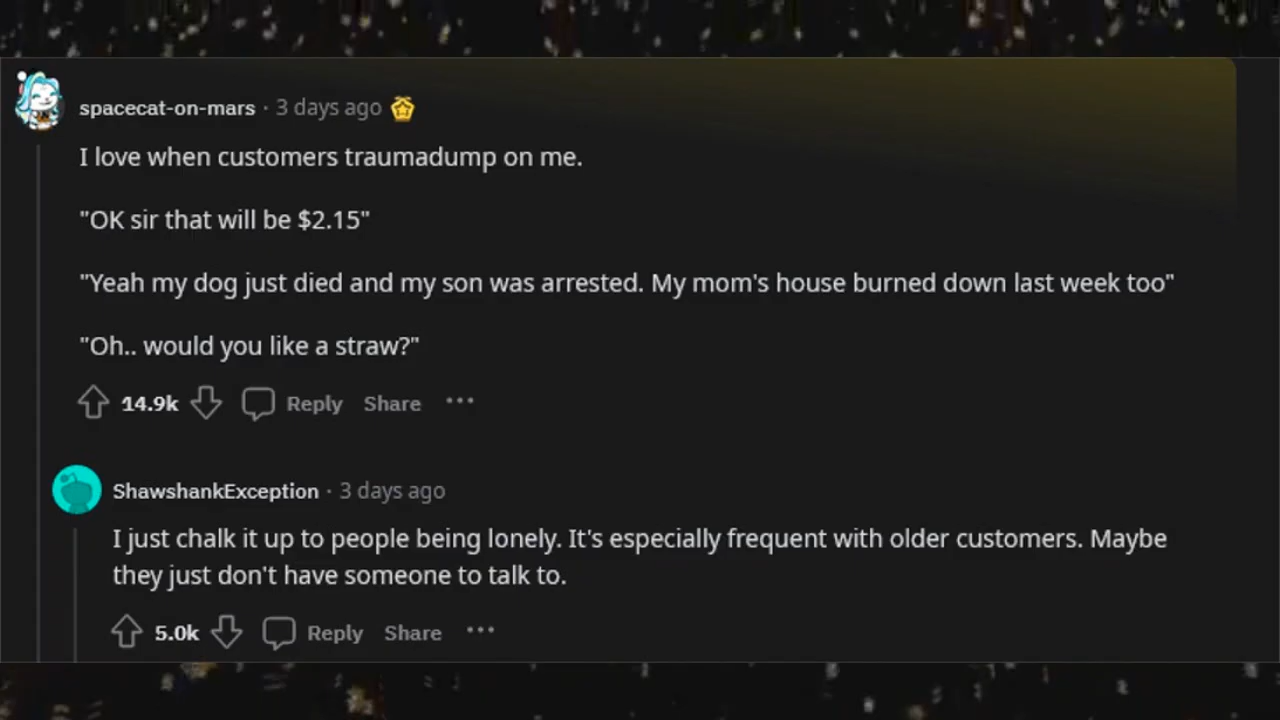 spacecat-on-mars · 3 days ago
I love when customers traumadump on me.
"OK sir that will be $2.15"
"Yeah my dog just died and my son was arrested. My mom's house burned down last week too"
"Oh.. would you like a straw?"
14.9k Reply Share ···
ShawshankException · 3 days ago
I just chalk it up to people being lonely. It's especially frequent with older customers. Maybe
they just don't have someone to talk to.
5.0k Reply Share ···